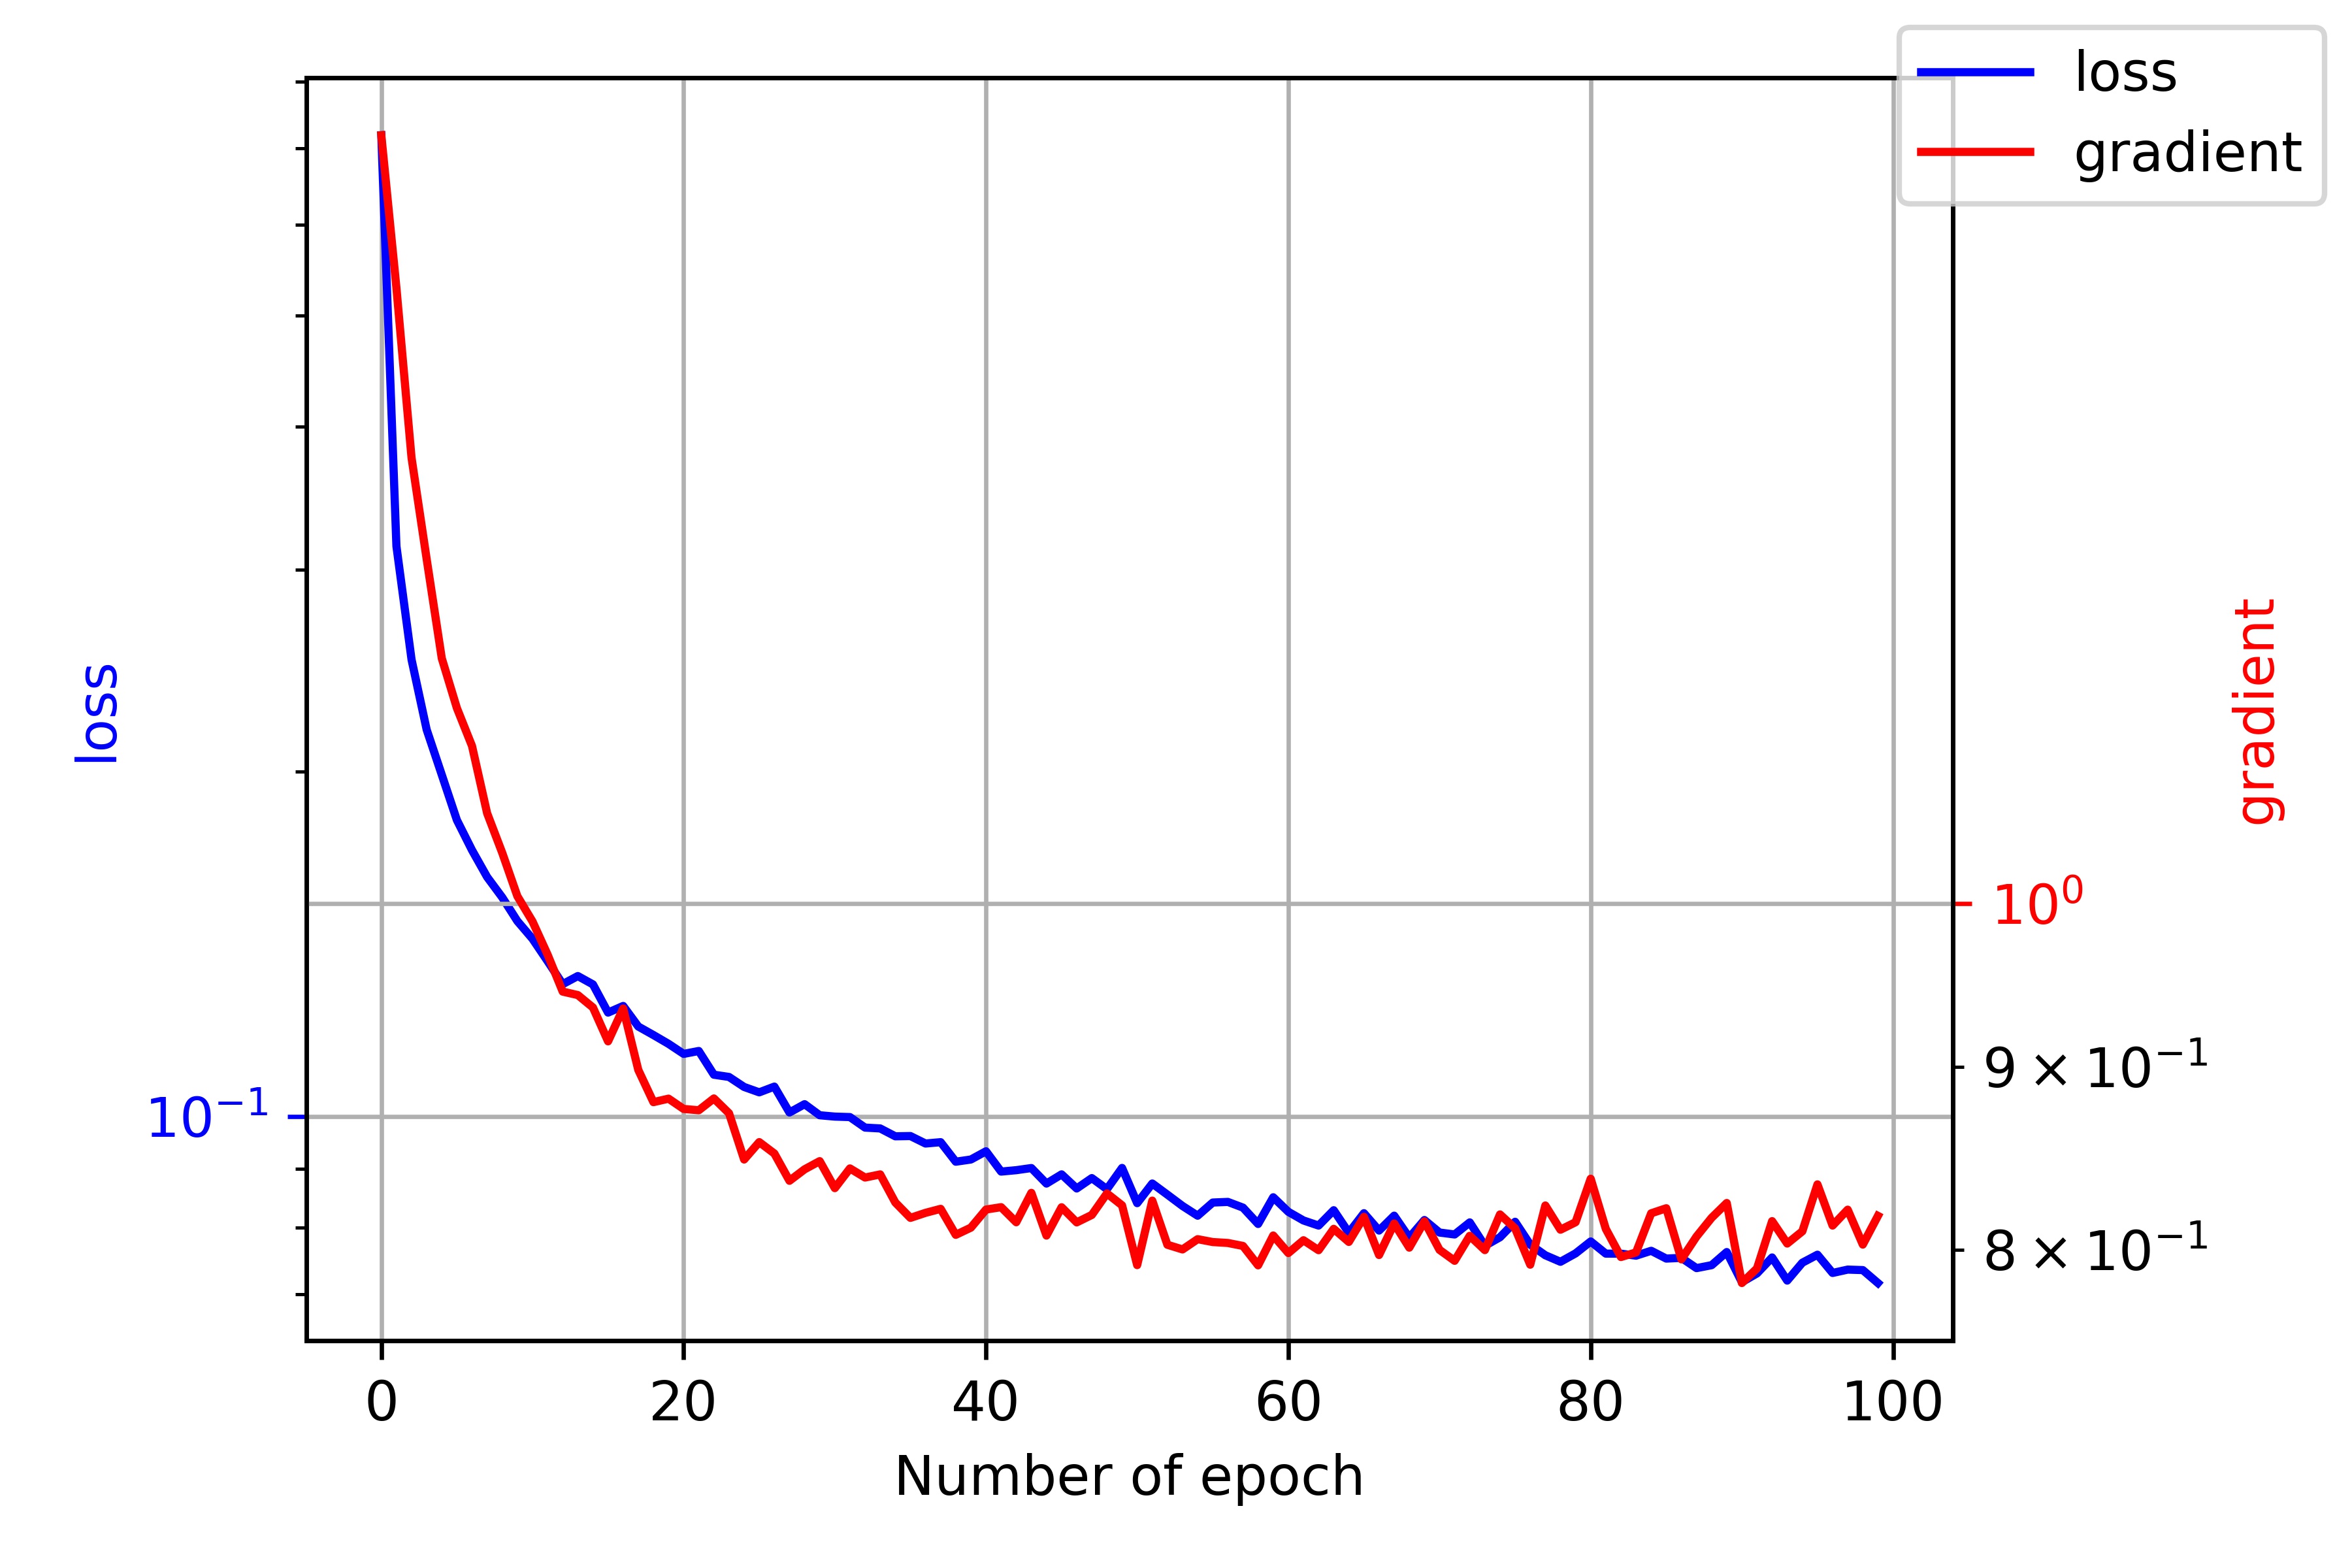 loss
gradient
loss
gradient
10⁰
9 × 10⁻¹
10⁻¹
8 × 10⁻¹
0 20 40 60 80 100
Number of epoch